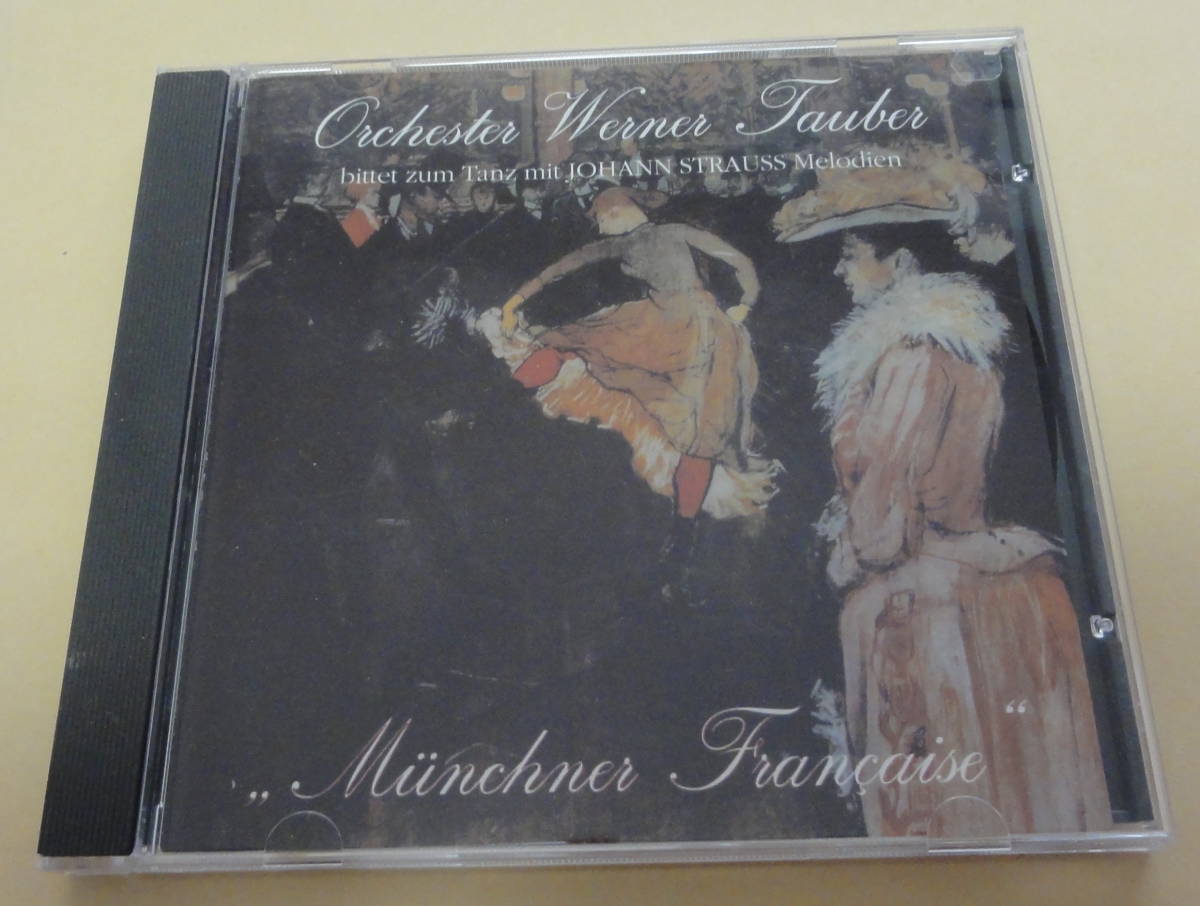 Orchester Werner Tauber
bittet zum Tanz mit JOHANN STRAUSS Melodien
„Münchner Française“